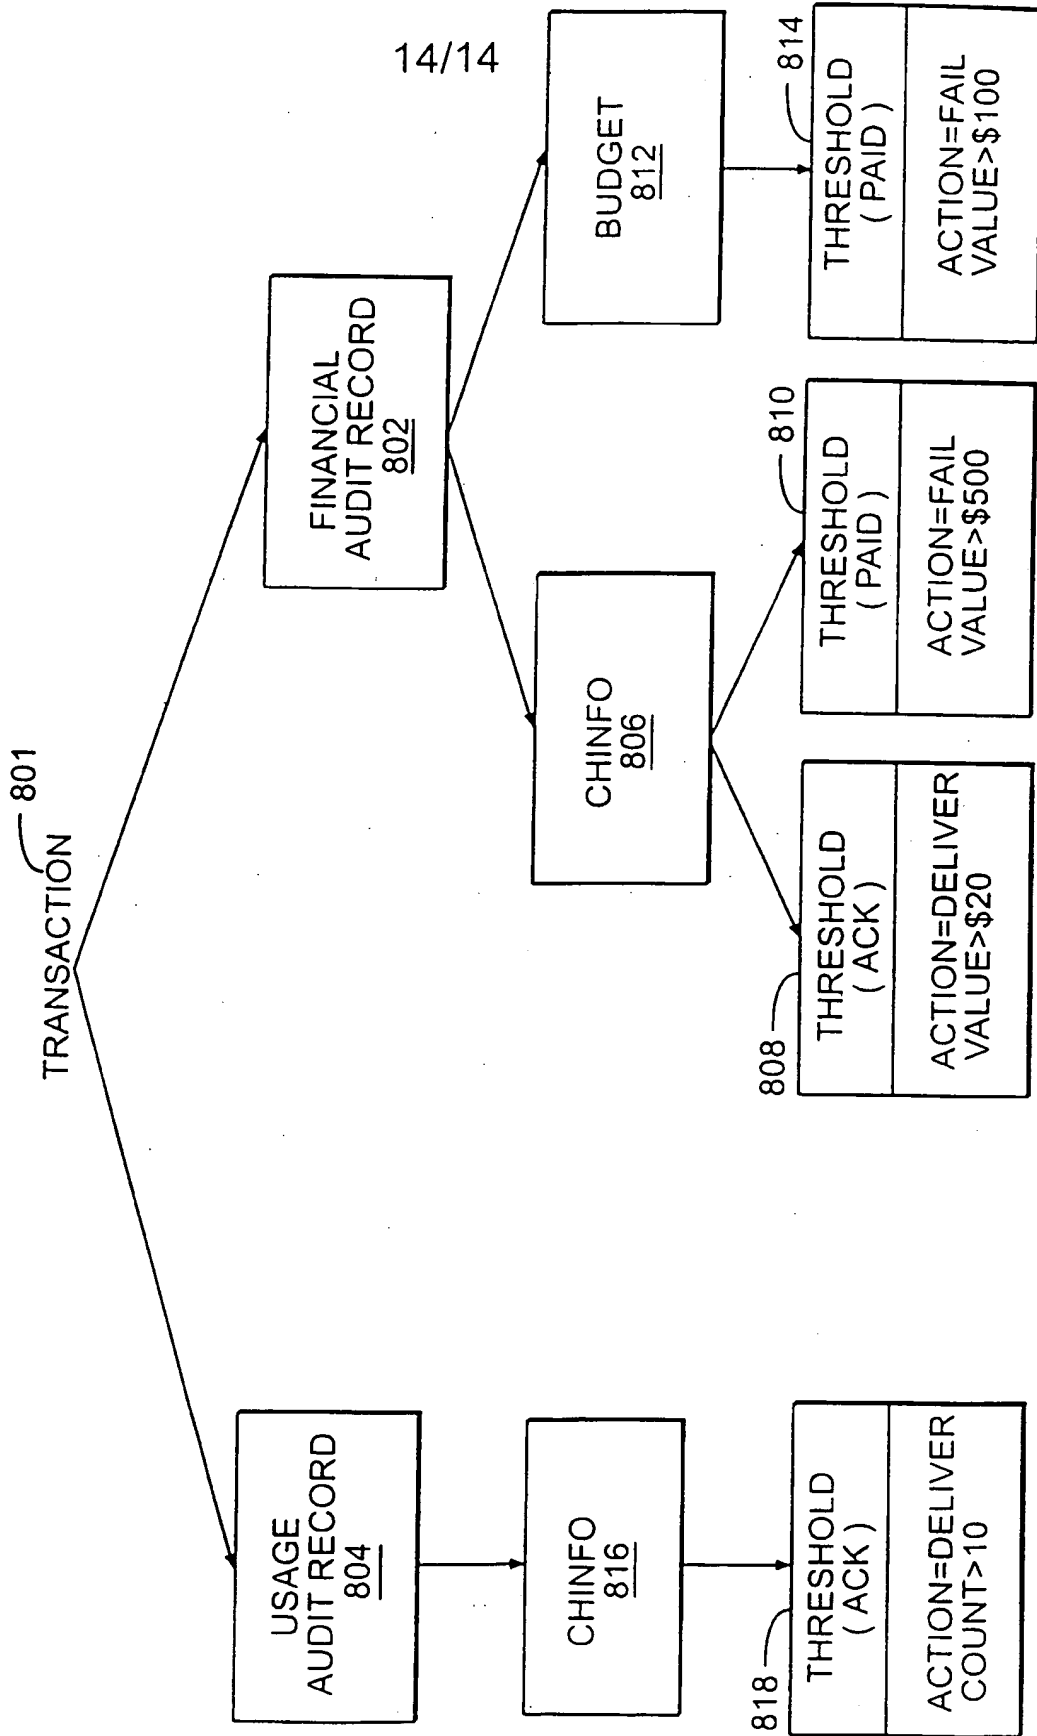 14/14
TRANSACTION
801
USAGE
AUDIT RECORD
804
FINANCIAL
AUDIT RECORD
802
CHINFO
816
CHINFO
806
BUDGET
812
818
THRESHOLD
( ACK )
ACTION=DELIVER
COUNT>10
808
THRESHOLD
( ACK )
ACTION=DELIVER
VALUE>$20
810
THRESHOLD
( PAID )
ACTION=FAIL
VALUE>$500
814
THRESHOLD
( PAID )
ACTION=FAIL
VALUE>$100